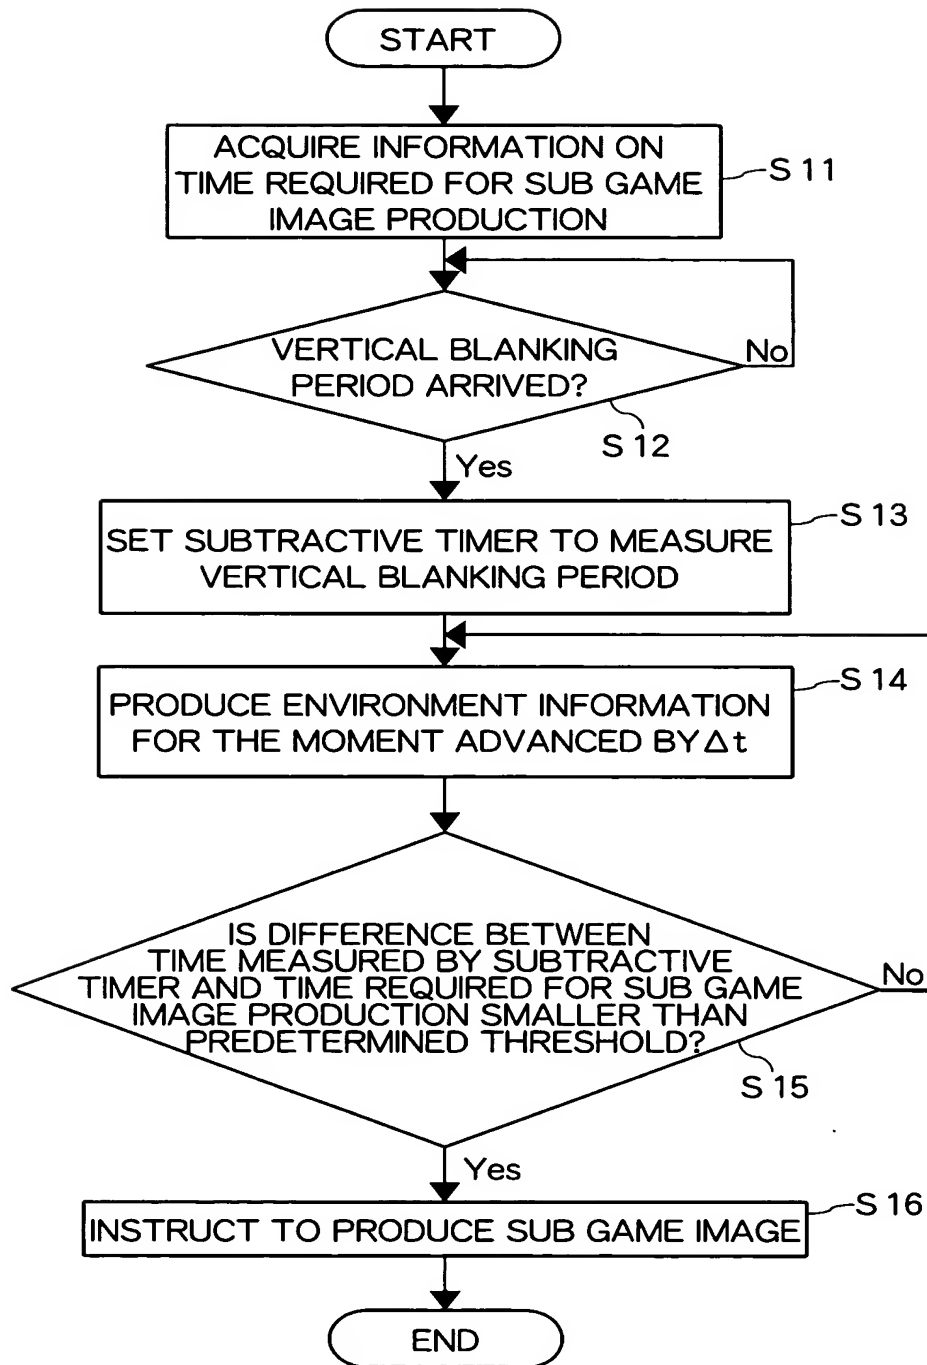 START
ACQUIRE INFORMATION ON
TIME REQUIRED FOR SUB GAME
IMAGE PRODUCTION
S 11
VERTICAL BLANKING
PERIOD ARRIVED?
No
S 12
Yes
SET SUBTRACTIVE TIMER TO MEASURE
VERTICAL BLANKING PERIOD
S 13
PRODUCE ENVIRONMENT INFORMATION
FOR THE MOMENT ADVANCED BY Δt
S 14
IS DIFFERENCE BETWEEN
TIME MEASURED BY SUBTRACTIVE
TIMER AND TIME REQUIRED FOR SUB GAME
IMAGE PRODUCTION SMALLER THAN
PREDETERMINED THRESHOLD?
No
S 15
Yes
INSTRUCT TO PRODUCE SUB GAME IMAGE
S 16
END